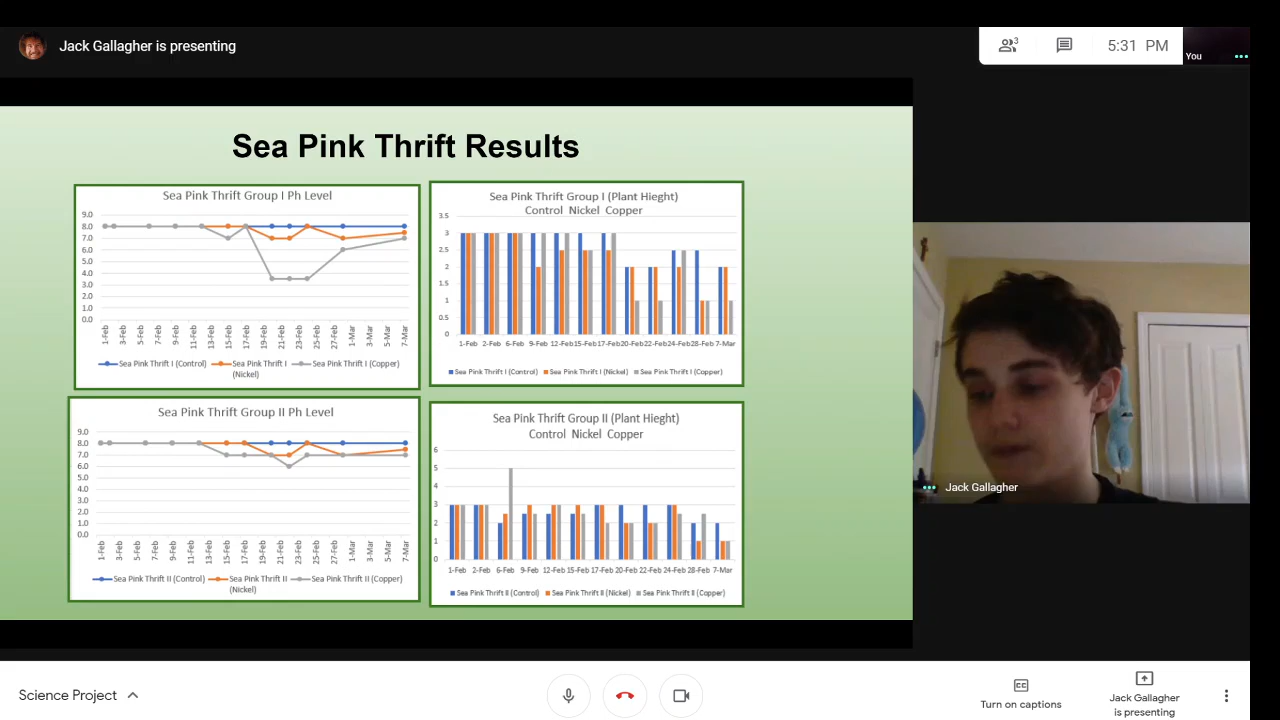 Jack Gallagher is presenting
3
5:31 PM
You
Sea Pink Thrift Results
Sea Pink Thrift Group I Ph Level
9.0
8.0
7.0
6.0
5.0
4.0
3.0
2.0
1.0
0.0
1-Feb
3-Feb
5-Feb
7-Feb
9-Feb
11-Feb
13-Feb
15-Feb
17-Feb
19-Feb
21-Feb
23-Feb
25-Feb
27-Feb
1-Mar
3-Mar
5-Mar
7-Mar
Sea Pink Thrift I (Control)
Sea Pink Thrift I
(Nickel)
Sea Pink Thrift I (Copper)
Sea Pink Thrift Group I (Plant Hieght)
Control Nickel Copper
3.5
3
2.5
2
1.5
1
0.5
0
1-Feb 2-Feb 6-Feb 9-Feb 12-Feb 15-Feb 17-Feb 20-Feb 22-Feb 24-Feb 28-Feb 7-Mar
Sea Pink Thrift I (Control) Sea Pink Thrift I (Nickel) Sea Pink Thrift I (Copper)
Sea Pink Thrift Group II Ph Level
9.0
8.0
7.0
6.0
5.0
4.0
3.0
2.0
1.0
0.0
1-Feb
3-Feb
5-Feb
7-Feb
9-Feb
11-Feb
13-Feb
15-Feb
17-Feb
19-Feb
21-Feb
23-Feb
25-Feb
27-Feb
1-Mar
3-Mar
5-Mar
7-Mar
Sea Pink Thrift II (Control)
Sea Pink Thrift II
(Nickel)
Sea Pink Thrift II (Copper)
Sea Pink Thrift Group II (Plant Hieght)
Control Nickel Copper
6
5
4
3
2
1
0
1-Feb 2-Feb 6-Feb 9-Feb 12-Feb 15-Feb 17-Feb 20-Feb 22-Feb 24-Feb 28-Feb 7-Mar
Sea Pink Thrift II (Control) Sea Pink Thrift II (Nickel) Sea Pink Thrift II (Copper)
Jack Gallagher
Science Project
CC
Turn on captions
Jack Gallagher
is presenting